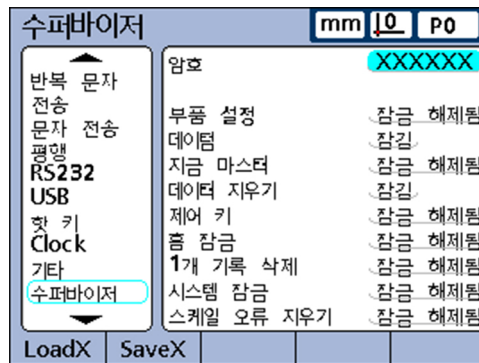 수퍼바이저 mm 0 P0
반복 문자
전송
문자 전송
평행
RS232
USB
핫 키
Clock
기타
수퍼바이저
암호 XXXXXX
부품 설정 잠금 해제됨
데이텀 잠김
지금 마스터 잠금 해제됨
데이터 지우기 잠김
제어 키 잠금 해제됨
홈 잠금 잠금 해제됨
1개 기록 삭제 잠금 해제됨
시스템 잠금 잠금 해제됨
스케일 오류 지우기 잠금 해제됨
LoadX SaveX